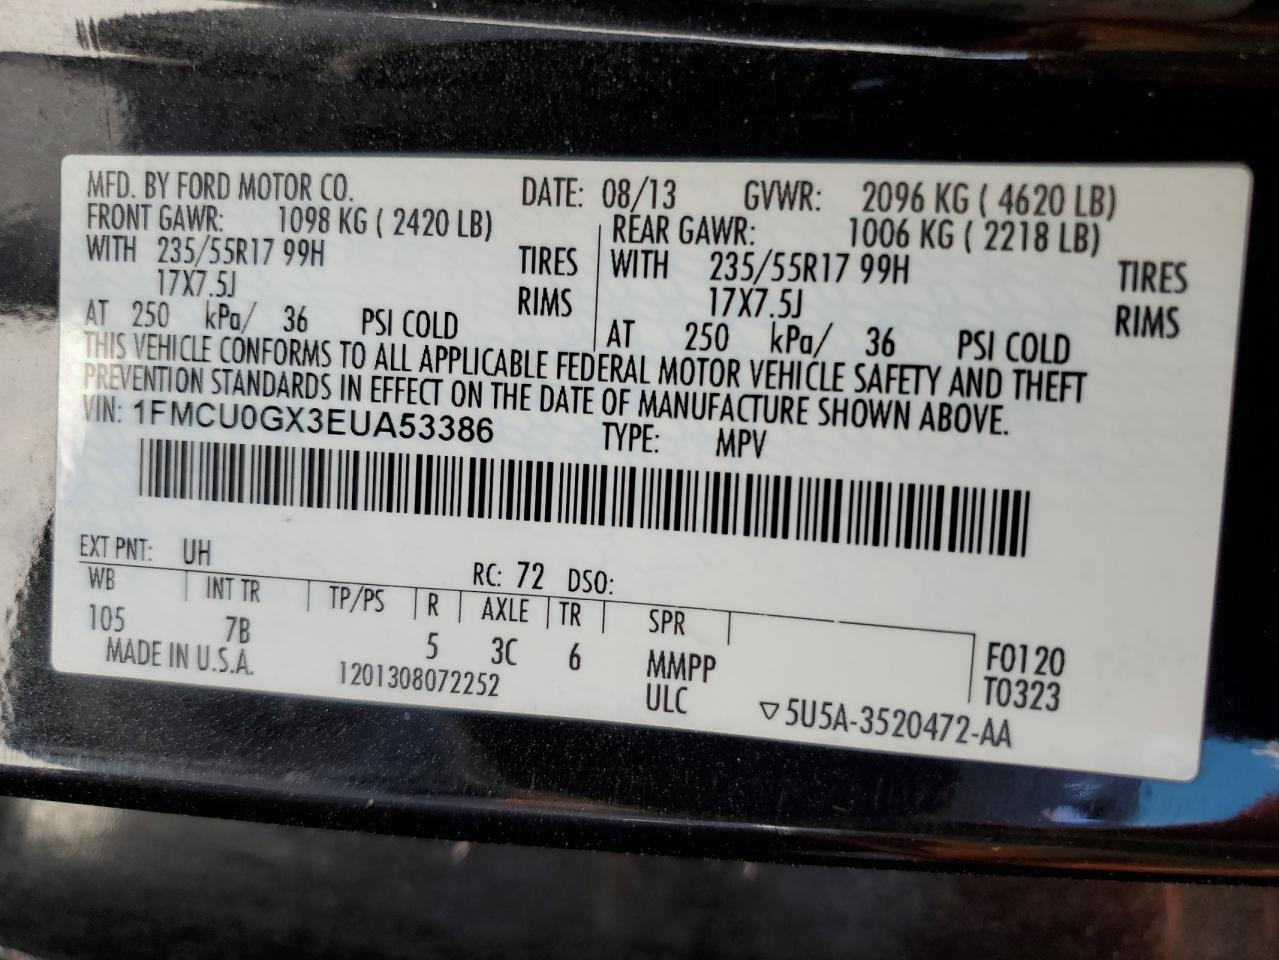 MFD. BY FORD MOTOR CO. DATE: 08/13 GVWR: 2096 KG ( 4620 LB)
FRONT GAWR: 1098 KG ( 2420 LB) REAR GAWR: 1006 KG ( 2218 LB)
WITH 235/55R17 99H TIRES WITH 235/55R17 99H TIRES
17X7.5J RIMS 17X7.5J RIMS
AT 250 kPa/ 36 PSI COLD AT 250 kPa/ 36 PSI COLD
THIS VEHICLE CONFORMS TO ALL APPLICABLE FEDERAL MOTOR VEHICLE SAFETY AND THEFT
PREVENTION STANDARDS IN EFFECT ON THE DATE OF MANUFACTURE SHOWN ABOVE.
VIN: 1FMCU0GX3EUA53386 TYPE: MPV
EXT PNT: UH RC: 72 DSO:
WB INT TR TP/PS R AXLE TR SPR
105 7B 5 3C 6 MMPP F0120
MADE IN U.S.A. 1201308072252 ULC T0323
▽5U5A-3520472-AA